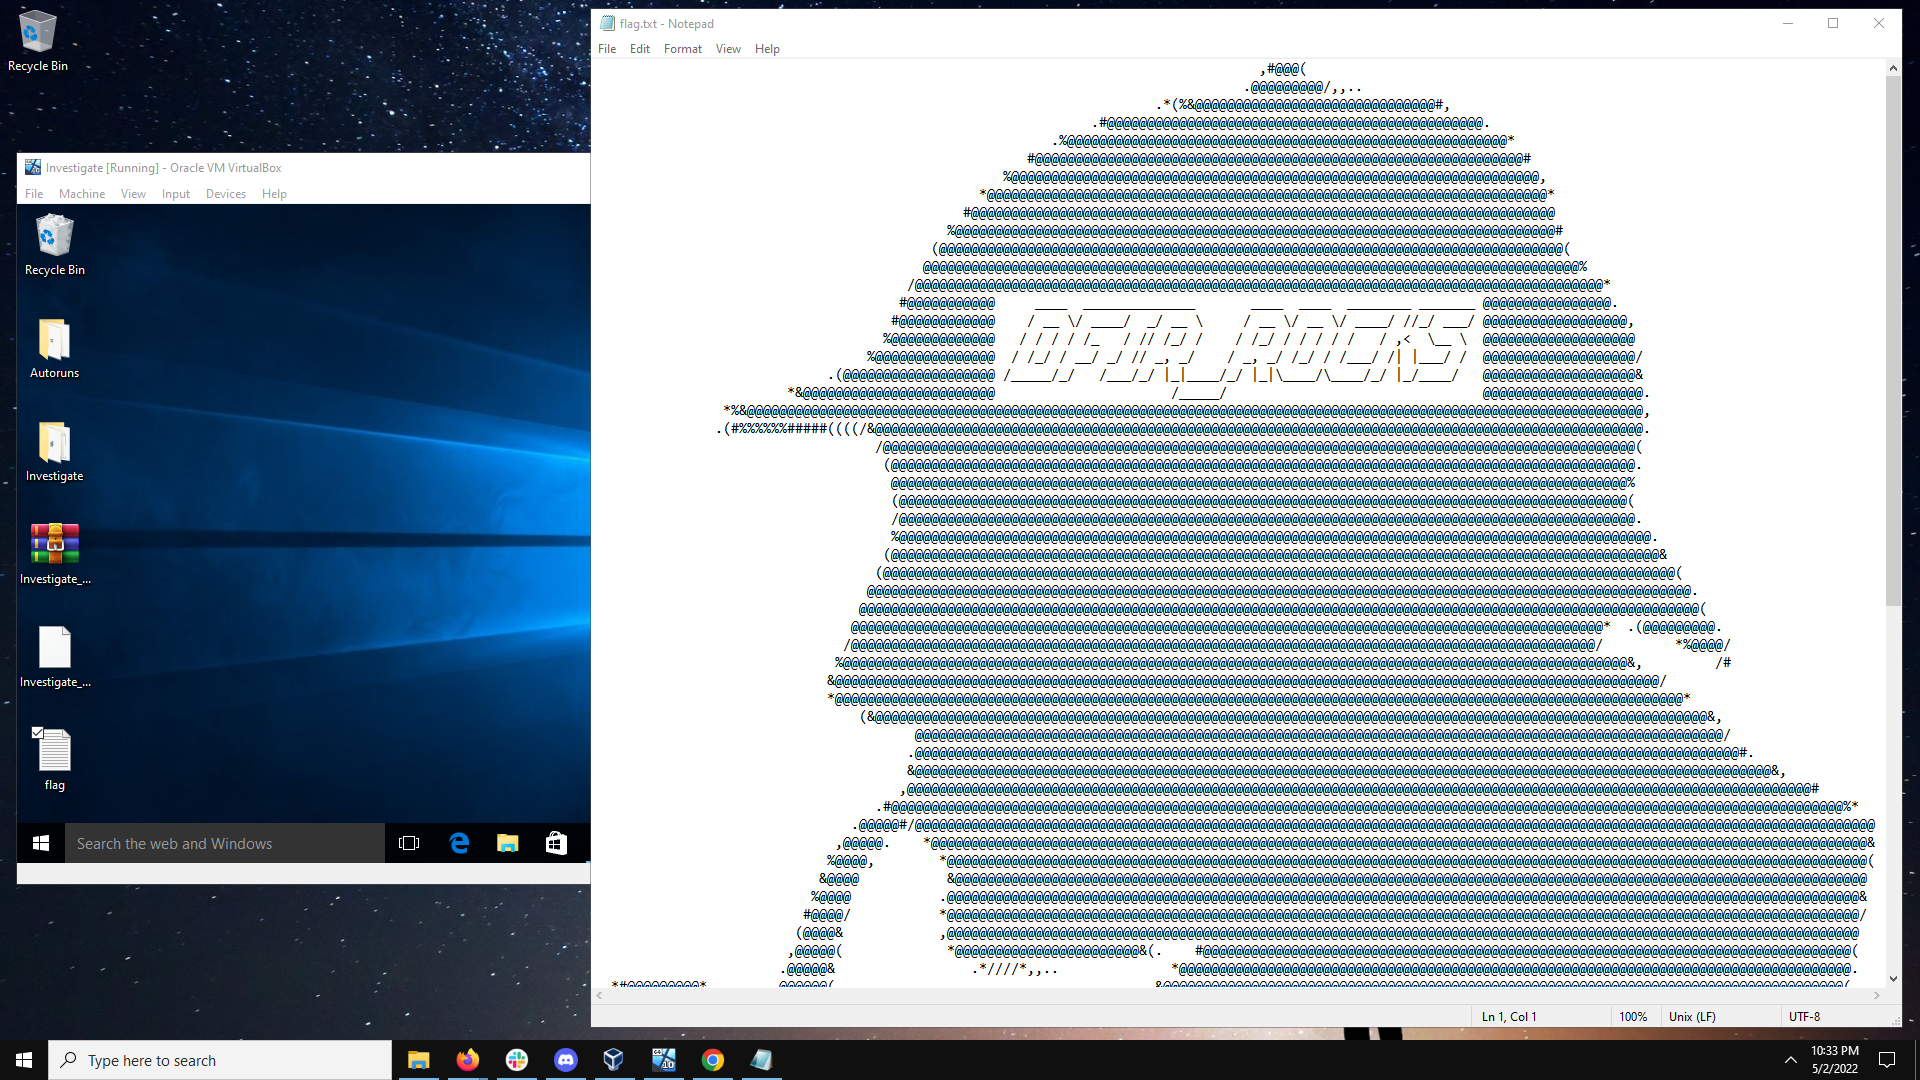 Recycle Bin
Investigate [Running] - Oracle VM VirtualBox
File Machine View Input Devices Help
Recycle Bin
Autoruns
Investigate
Investigate_...
Investigate_...
flag
Search the web and Windows
flag.txt - Notepad
File Edit Format View Help
DFIR ROCKS
Ln 1, Col 1
100%
Unix (LF)
UTF-8
Type here to search
10:33 PM
5/2/2022